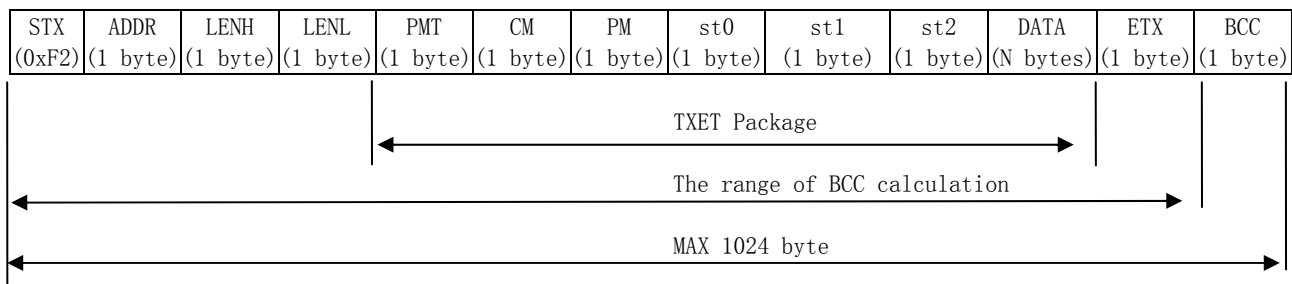 STX ADDR LENH LENL PMT CM PM st0 st1 st2 DATA ETX BCC
(0xF2) (1 byte) (1 byte) (1 byte) (1 byte) (1 byte) (1 byte) (1 byte) (1 byte) (1 byte) (N bytes) (1 byte) (1 byte)
TXET Package
The range of BCC calculation
MAX 1024 byte